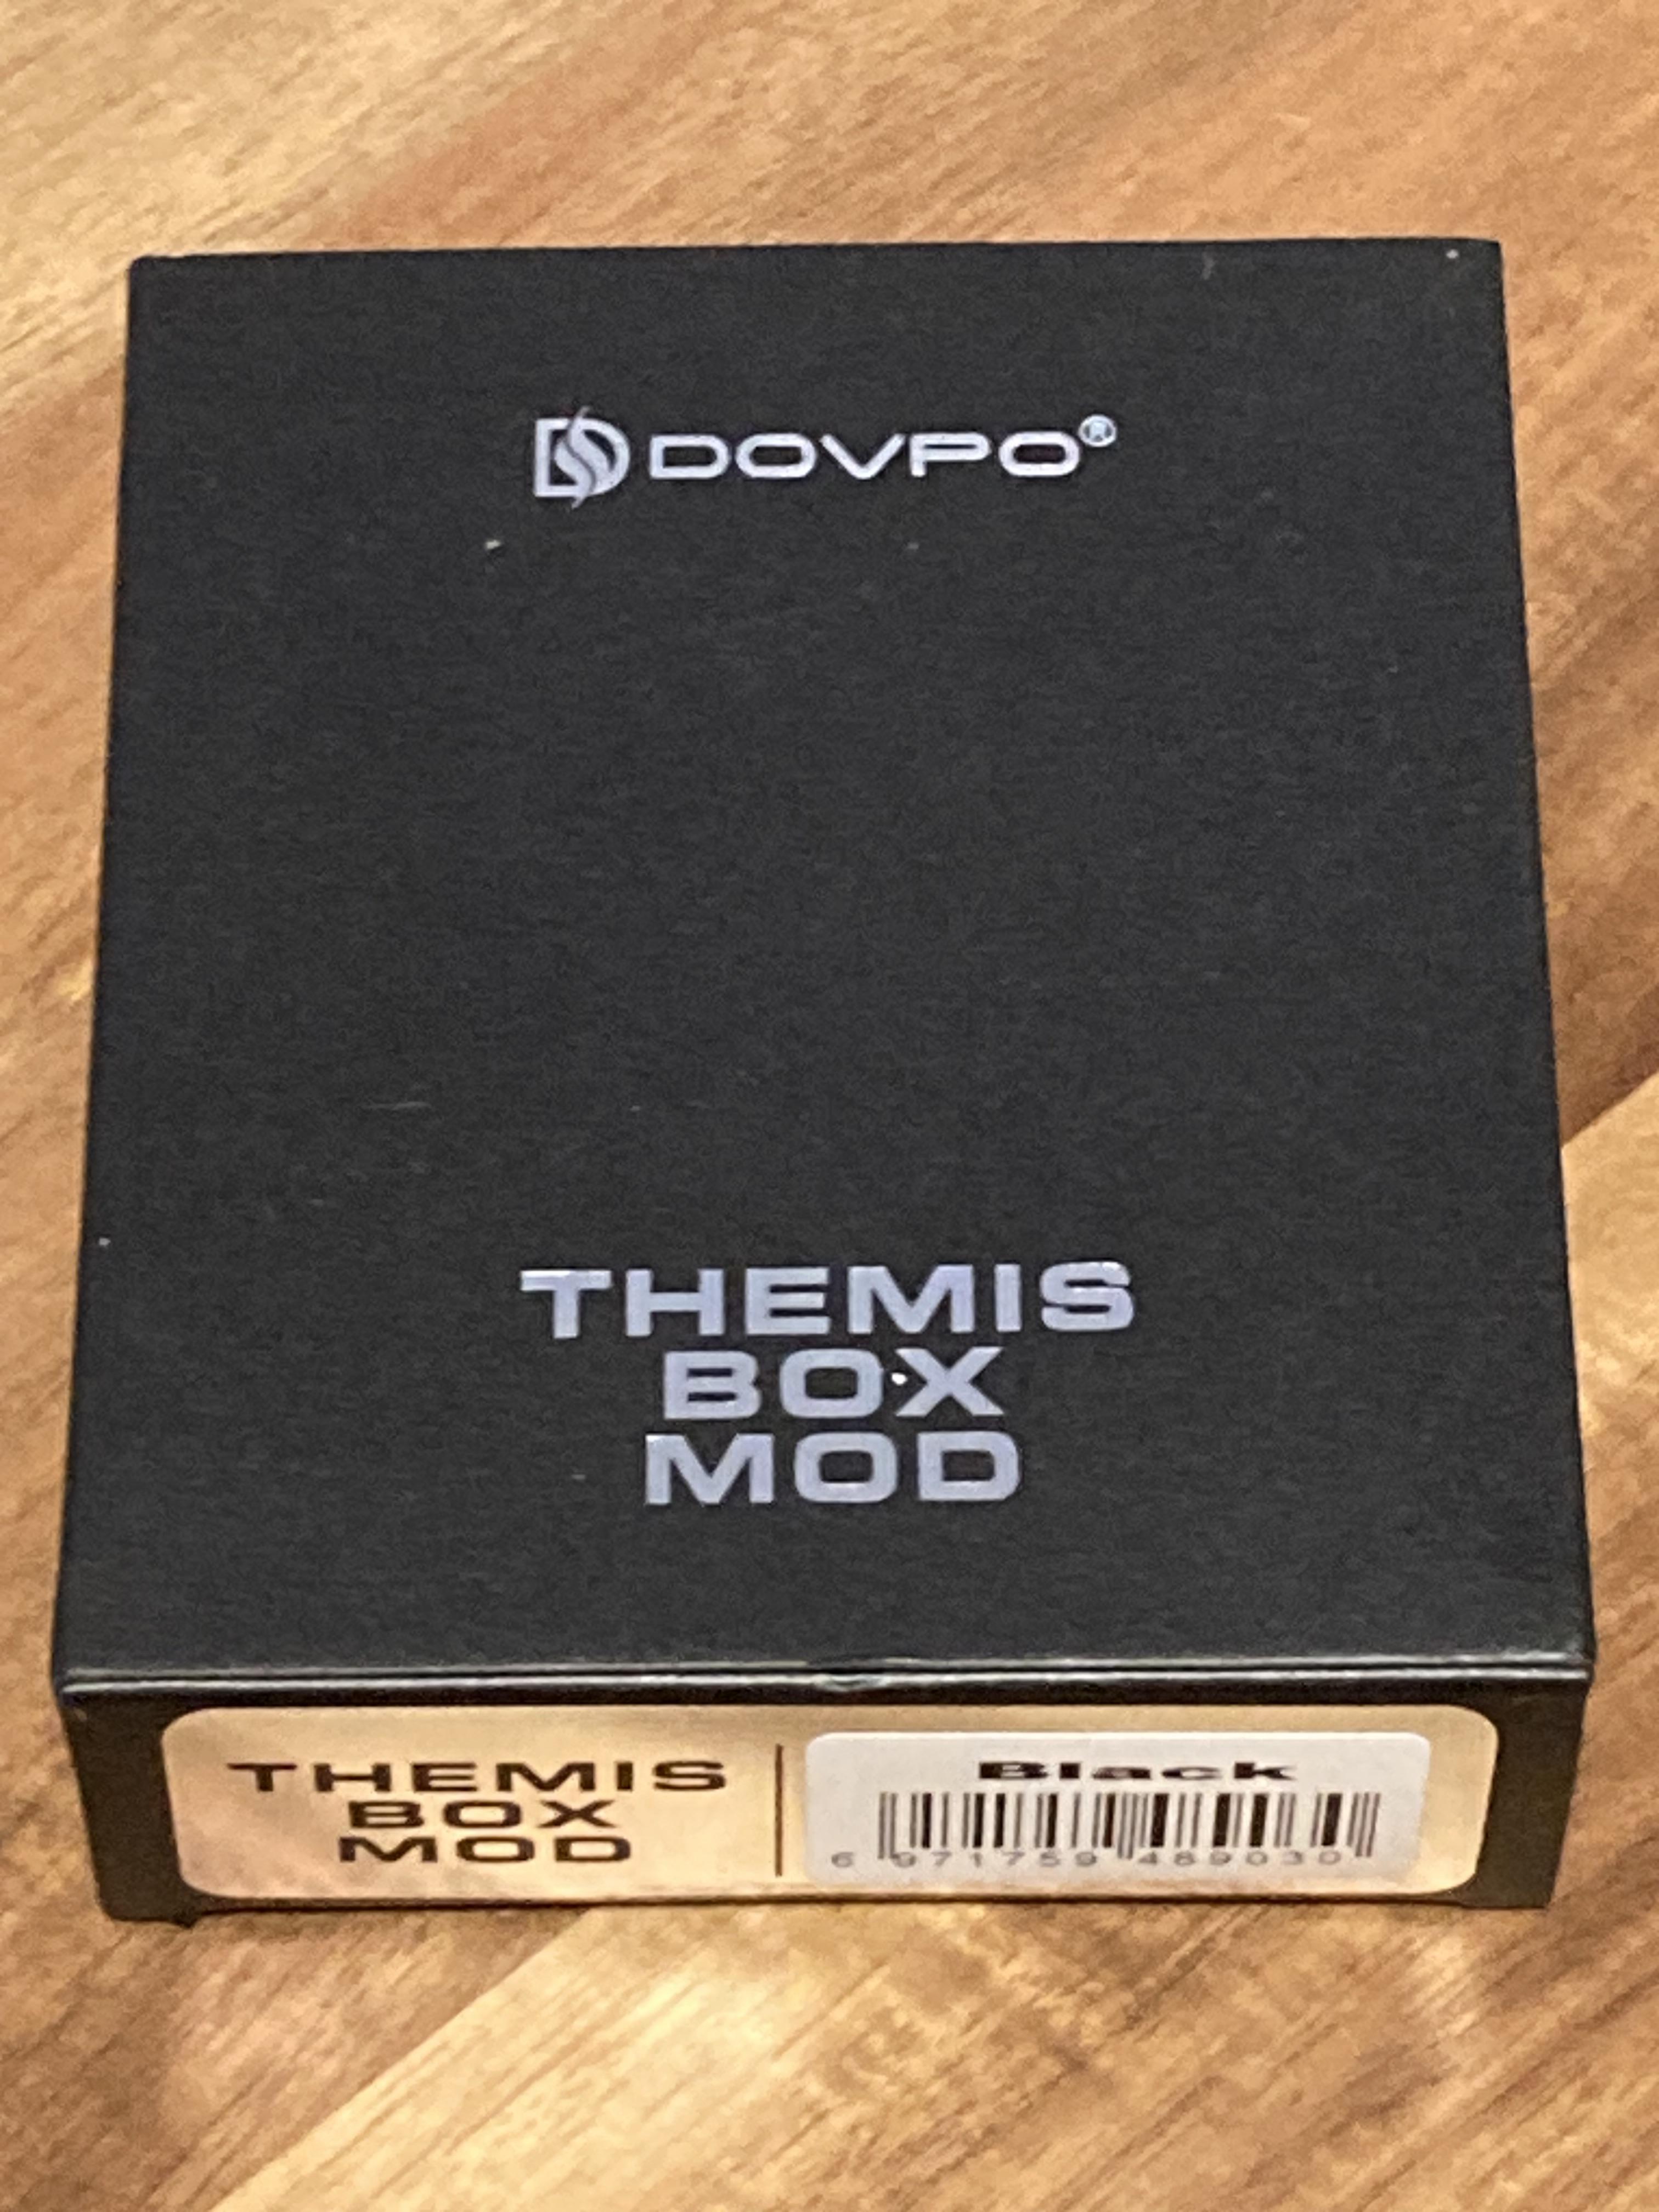 DOVPO®
THEMIS
BOX
MOD
THEMIS
BOX
MOD
Black
6 971759 489030